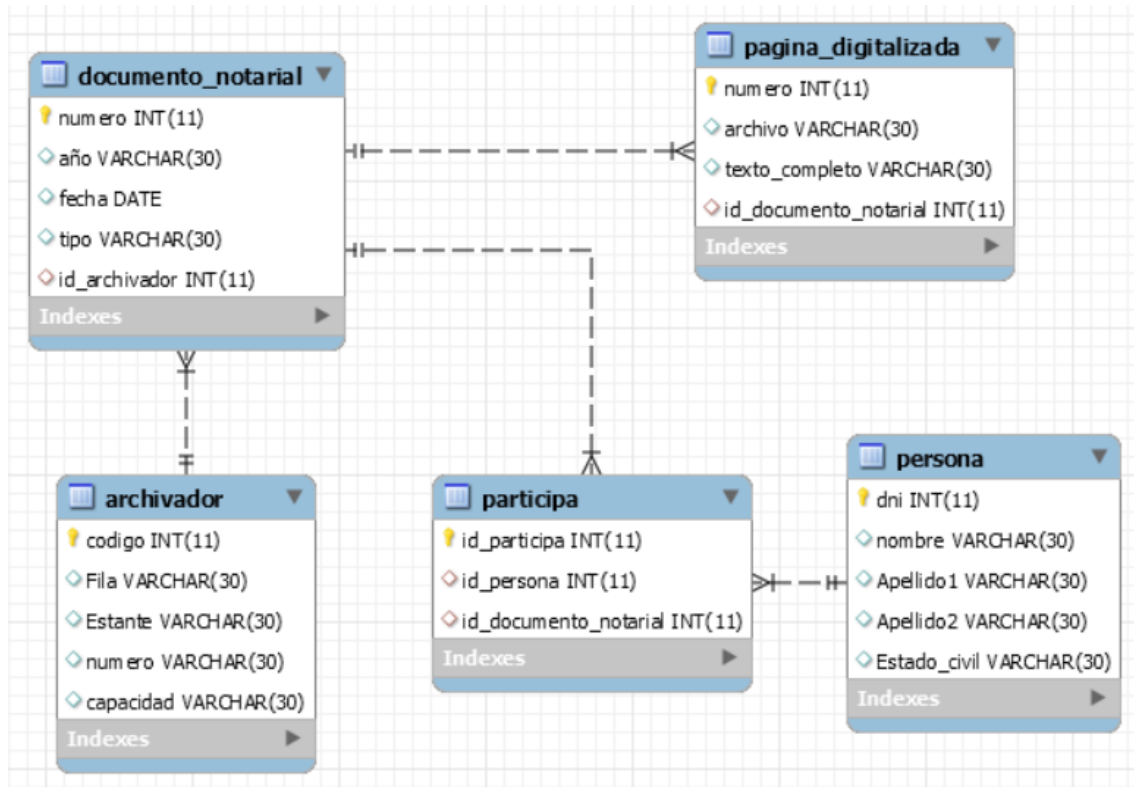 documento_notarial
numero INT(11)
año VARCHAR(30)
fecha DATE
tipo VARCHAR(30)
id_archivador INT(11)
Indexes
pagina_digitalizada
numero INT(11)
archivo VARCHAR(30)
texto_completo VARCHAR(30)
id_documento_notarial INT(11)
Indexes
archivador
codigo INT(11)
Fila VARCHAR(30)
Estante VARCHAR(30)
numero VARCHAR(30)
capacidad VARCHAR(30)
Indexes
participa
id_participa INT(11)
id_persona INT(11)
id_documento_notarial INT(11)
Indexes
persona
dni INT(11)
nombre VARCHAR(30)
Apellido1 VARCHAR(30)
Apellido2 VARCHAR(30)
Estado_civil VARCHAR(30)
Indexes